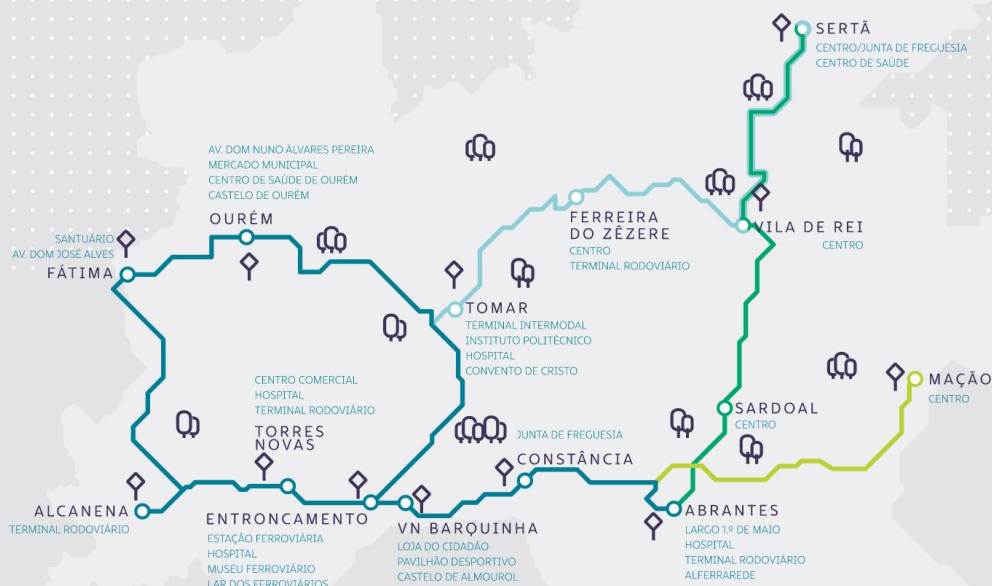 SERTÃ
CENTRO/JUNTA DE FREGUESIA
CENTRO DE SAÚDE
AV. DOM NUNO ÁLVARES PEREIRA
MERCADO MUNICIPAL
CENTRO DE SAÚDE DE OURÉM
CASTELO DE OURÉM
OURÉM
SANTUÁRIO
AV. DOM JOSÉ ALVES
FÁTIMA
FERREIRA
DO ZÊZERE
CENTRO
TERMINAL RODOVIÁRIO
VILA DE REI
CENTRO
TOMAR
TERMINAL INTERMODAL
INSTITUTO POLITÉCNICO
HOSPITAL
CONVENTO DE CRISTO
MAÇÃO
CENTRO
CENTRO COMERCIAL
HOSPITAL
TERMINAL RODOVIÁRIO
TORRES
NOVAS
SARDOAL
CENTRO
JUNTA DE FREGUESIA
CONSTÂNCIA
ALCANENA
TERMINAL RODOVIÁRIO
ENTRONCAMENTO
ESTAÇÃO FERROVIÁRIA
HOSPITAL
MUSEU FERROVIÁRIO
LAR DOS FERROVIÁRIOS
VN BARQUINHA
LOJA DO CIDADÃO
PAVILHÃO DESPORTIVO
CASTELO DE ALMOUROL
ABRANTES
LARGO 1.º DE MAIO
HOSPITAL
TERMINAL RODOVIÁRIO
ALFERRAREDE